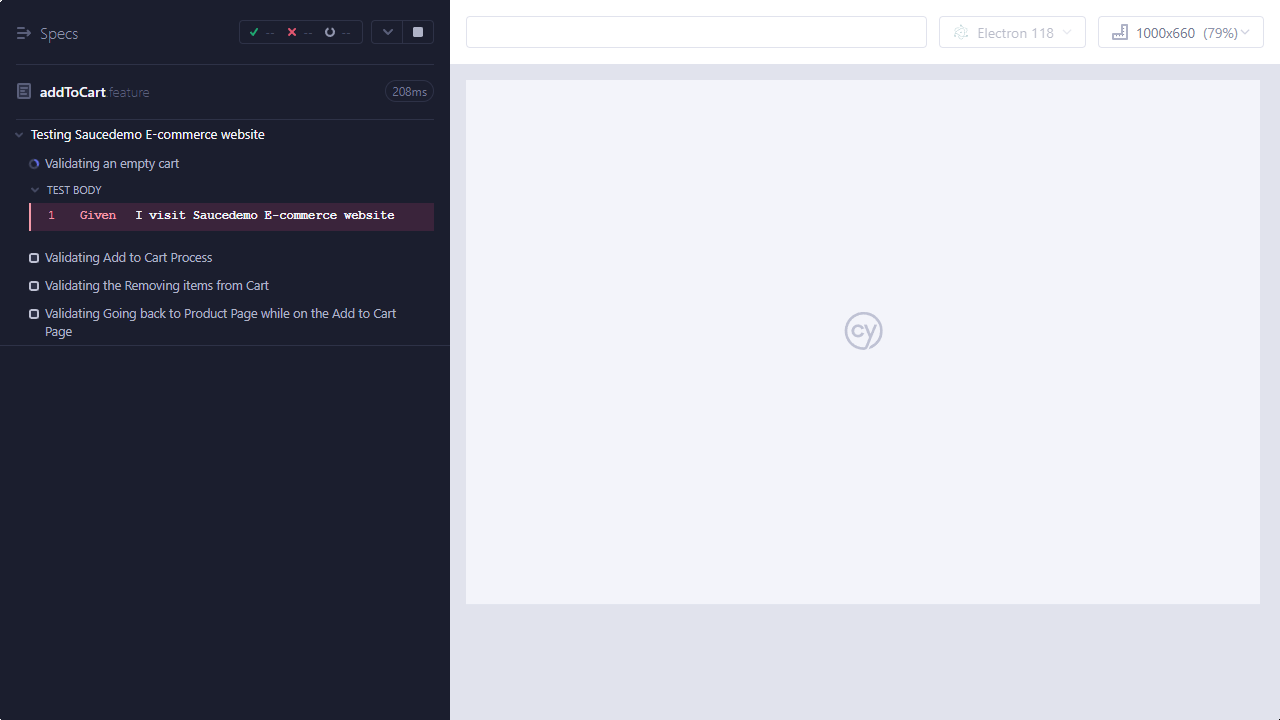 Specs
-- -- --
addToCart.feature
208ms
Testing Saucedemo E-commerce website
Validating an empty cart
TEST BODY
1 Given I visit Saucedemo E-commerce website
Validating Add to Cart Process
Validating the Removing items from Cart
Validating Going back to Product Page while on the Add to Cart
Page
Electron 118
1000x660 (79%)
cy